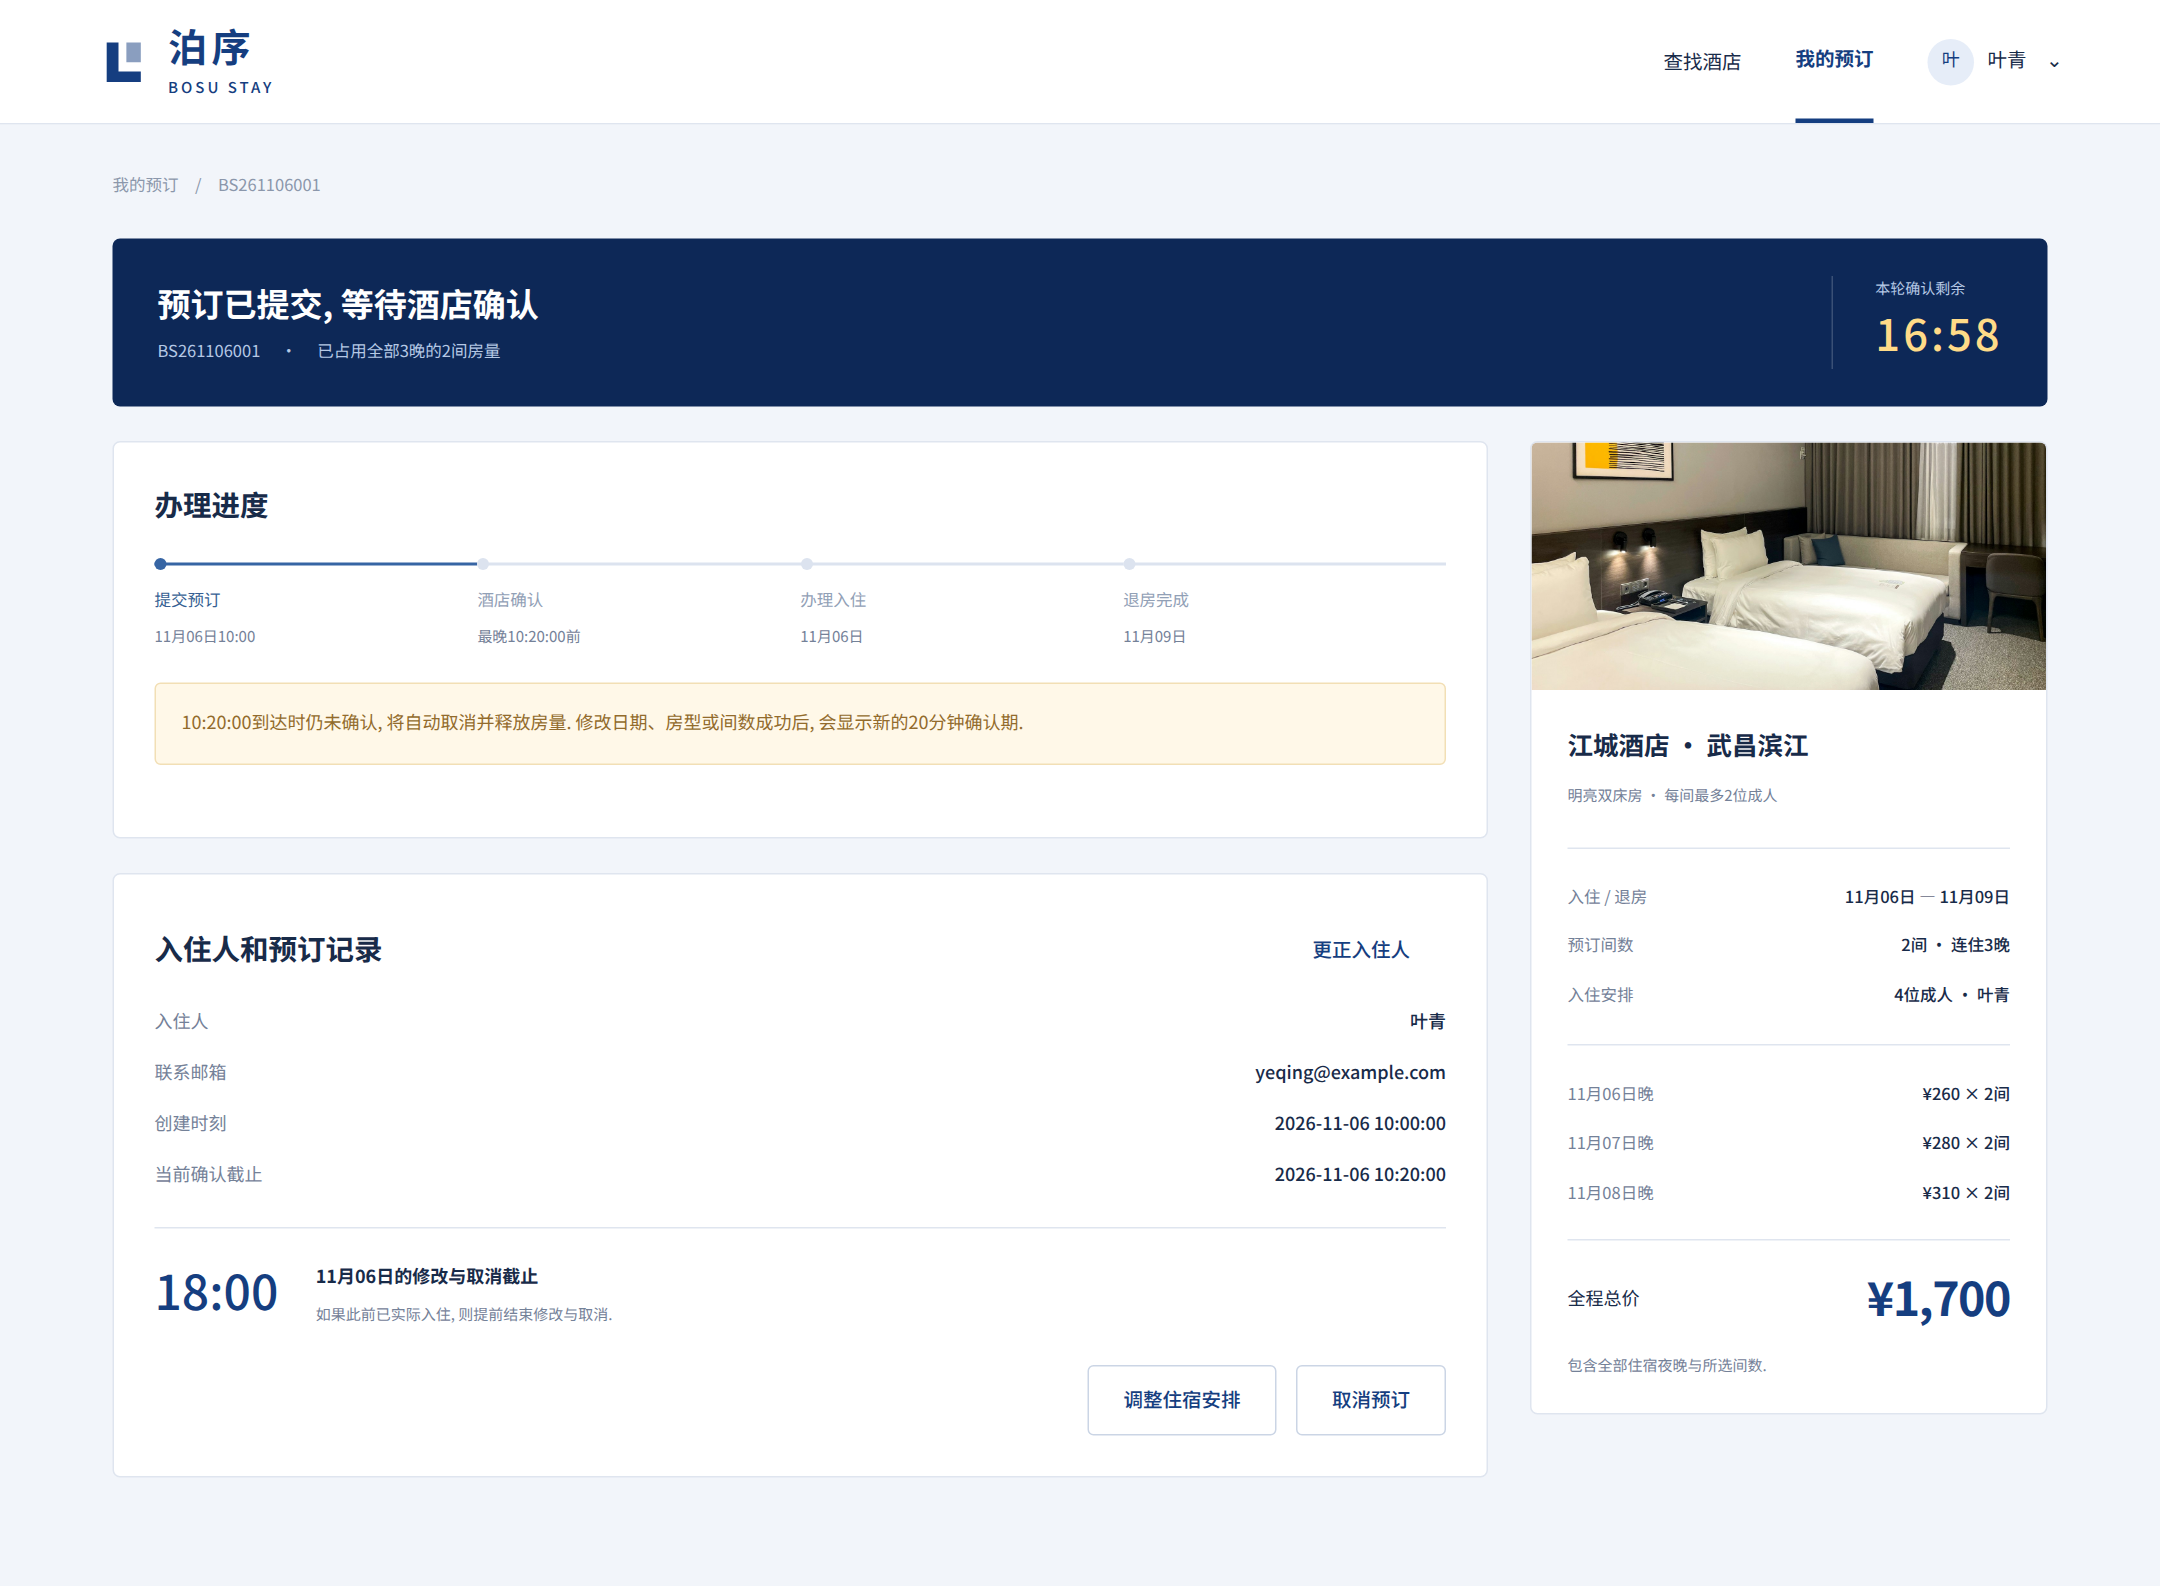 泊序
BOSU STAY
查找酒店
我的预订
叶
叶青
我的预订 / BS261106001
预订已提交, 等待酒店确认
BS261106001 • 已占用全部3晚的2间房量
本轮确认剩余
16:58
办理进度
提交预订
11月06日10:00
酒店确认
最晚10:20:00前
办理入住
11月06日
退房完成
11月09日
10:20:00到达时仍未确认, 将自动取消并释放房量. 修改日期、房型或间数成功后, 会显示新的20分钟确认期.
入住人和预订记录
更正入住人
入住人 叶青
联系邮箱 yeqing@example.com
创建时刻 2026-11-06 10:00:00
当前确认截止 2026-11-06 10:20:00
18:00
11月06日的修改与取消截止
如果此前已实际入住, 则提前结束修改与取消.
调整住宿安排
取消预订
江城酒店 · 武昌滨江
明亮双床房 · 每间最多2位成人
入住 / 退房 11月06日 — 11月09日
预订间数 2间 · 连住3晚
入住安排 4位成人 · 叶青
11月06日晚 ¥260 × 2间
11月07日晚 ¥280 × 2间
11月08日晚 ¥310 × 2间
全程总价 ¥1,700
包含全部住宿夜晚与所选间数.